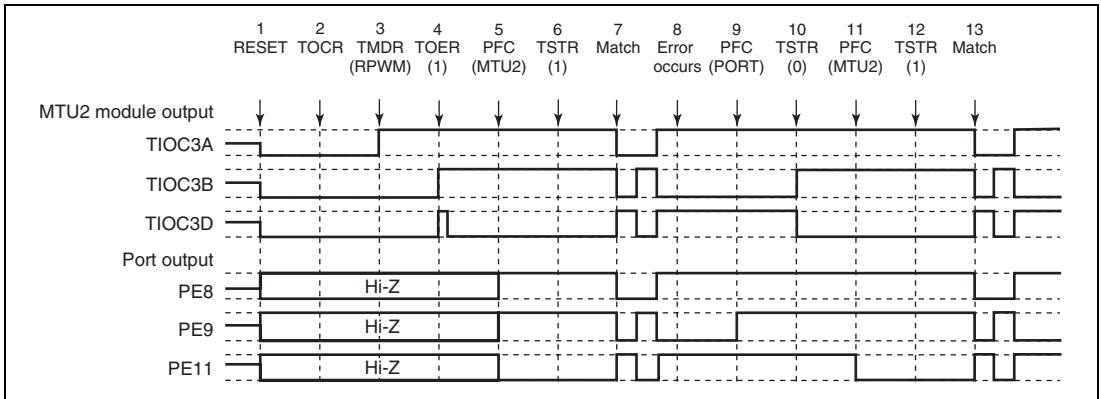 1 2 3 4 5 6 7 8 9 10 11 12 13
RESET TOCR TMDR TOER PFC TSTR Match Error PFC TSTR PFC TSTR Match
(RPWM) (1) (MTU2) (1) occurs (PORT) (0) (MTU2) (1)
MTU2 module output
TIOC3A
TIOC3B
TIOC3D
Port output
PE8 Hi-Z
PE9 Hi-Z
PE11 Hi-Z